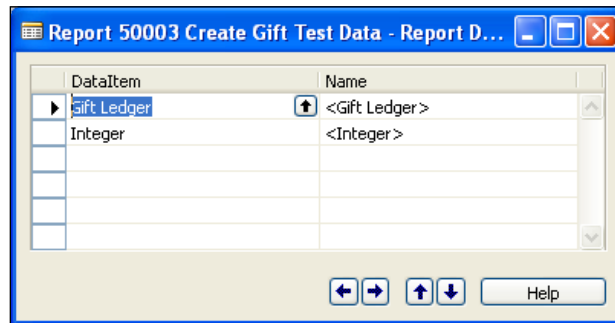 Report 50003 Create Gift Test Data - Report D...
DataItem Name
Gift Ledger <Gift Ledger>
Integer <Integer>
Help